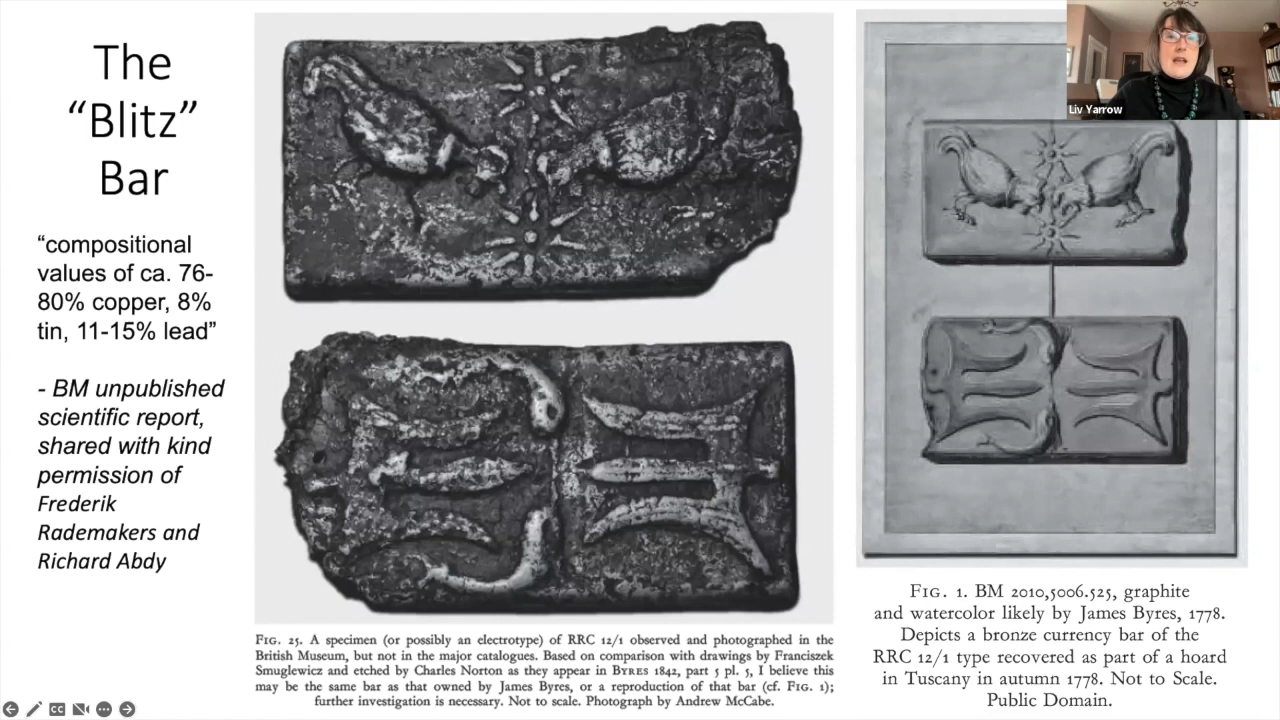 The
“Blitz”
Bar
“compositional
values of ca. 76-
80% copper, 8%
tin, 11-15% lead”
- BM unpublished
scientific report,
shared with kind
permission of
Frederik
Rademakers and
Richard Abdy
Fig. 25. A specimen (or possibly an electrotype) of RRC 12/1 observed and photographed in the
British Museum, but not in the major catalogues. Based on comparison with drawings by Franciszek
Smuglewicz and etched by Charles Norton as they appear in Byres 1842, part 5 pl. 5, I believe this
may be the same bar as that owned by James Byres, or a reproduction of that bar (cf. Fig. 1);
further investigation is necessary. Not to scale. Photograph by Andrew McCabe.
Liv Yarrow
Fig. 1. BM 2010,5006.525, graphite
and watercolor likely by James Byres, 1778.
Depicts a bronze currency bar of the
RRC 12/1 type recovered as part of a hoard
in Tuscany in autumn 1778. Not to Scale.
Public Domain.
CC